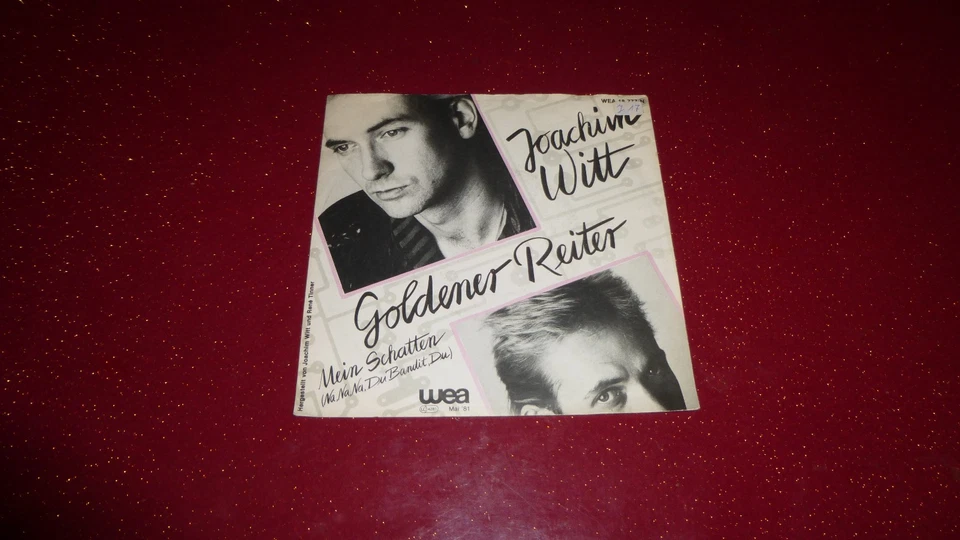 WEA
Joachim
Witt
Goldener Reiter
Mein Schatten
(Na Na Na, Du Bandit, Du)
wea
Mai '81
Hergestellt von Joachim Witt und René Tinner